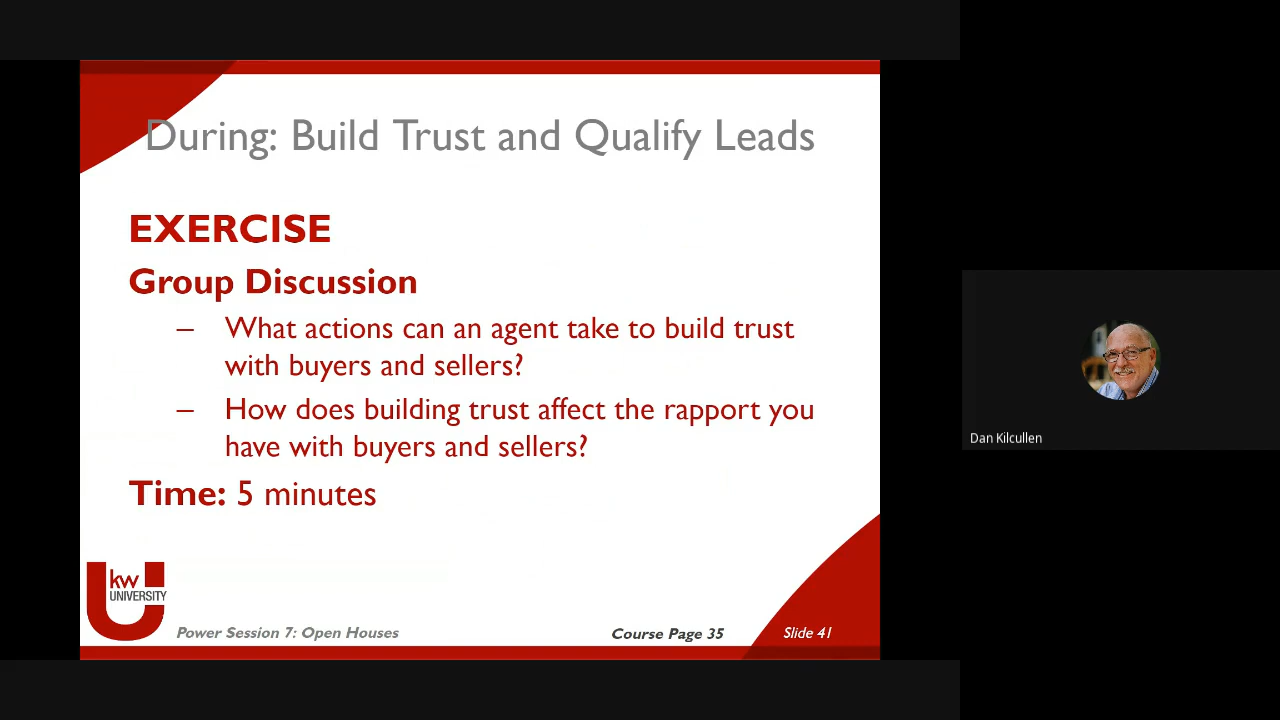 During: Build Trust and Qualify Leads
EXERCISE
Group Discussion
– What actions can an agent take to build trust
with buyers and sellers?
– How does building trust affect the rapport you
have with buyers and sellers?
Time: 5 minutes
kw
UNIVERSITY
Power Session 7: Open Houses
Course Page 35
Slide 41
Dan Kilcullen